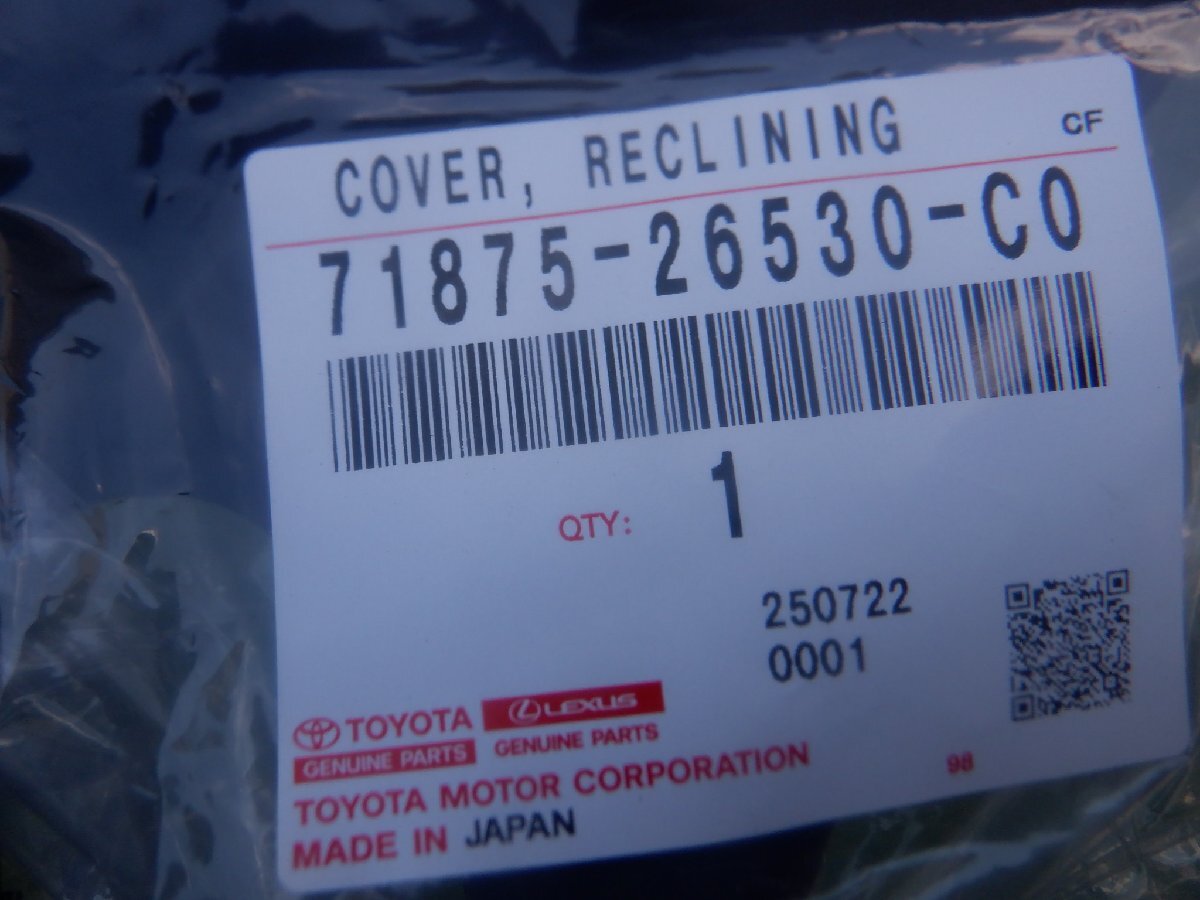 COVER, RECLINING CF
71875-26530-C0
QTY: 1
250722
0001
TOYOTA LEXUS
GENUINE PARTS GENUINE PARTS
TOYOTA MOTOR CORPORATION 98
MADE IN JAPAN